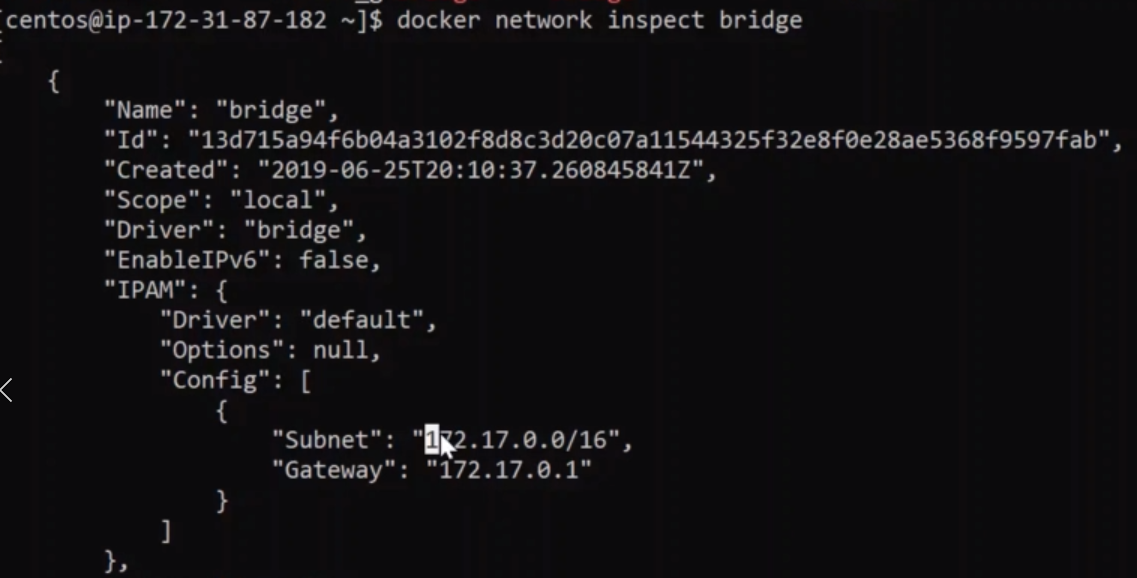 [centos@ip-172-31-87-182 ~]$ docker network inspect bridge
[
    {
        "Name": "bridge",
        "Id": "13d715a94f6b04a3102f8d8c3d20c07a11544325f32e8f0e28ae5368f9597fab",
        "Created": "2019-06-25T20:10:37.260845841Z",
        "Scope": "local",
        "Driver": "bridge",
        "EnableIPv6": false,
        "IPAM": {
            "Driver": "default",
            "Options": null,
            "Config": [
                {
                    "Subnet": "172.17.0.0/16",
                    "Gateway": "172.17.0.1"
                }
            ]
        },